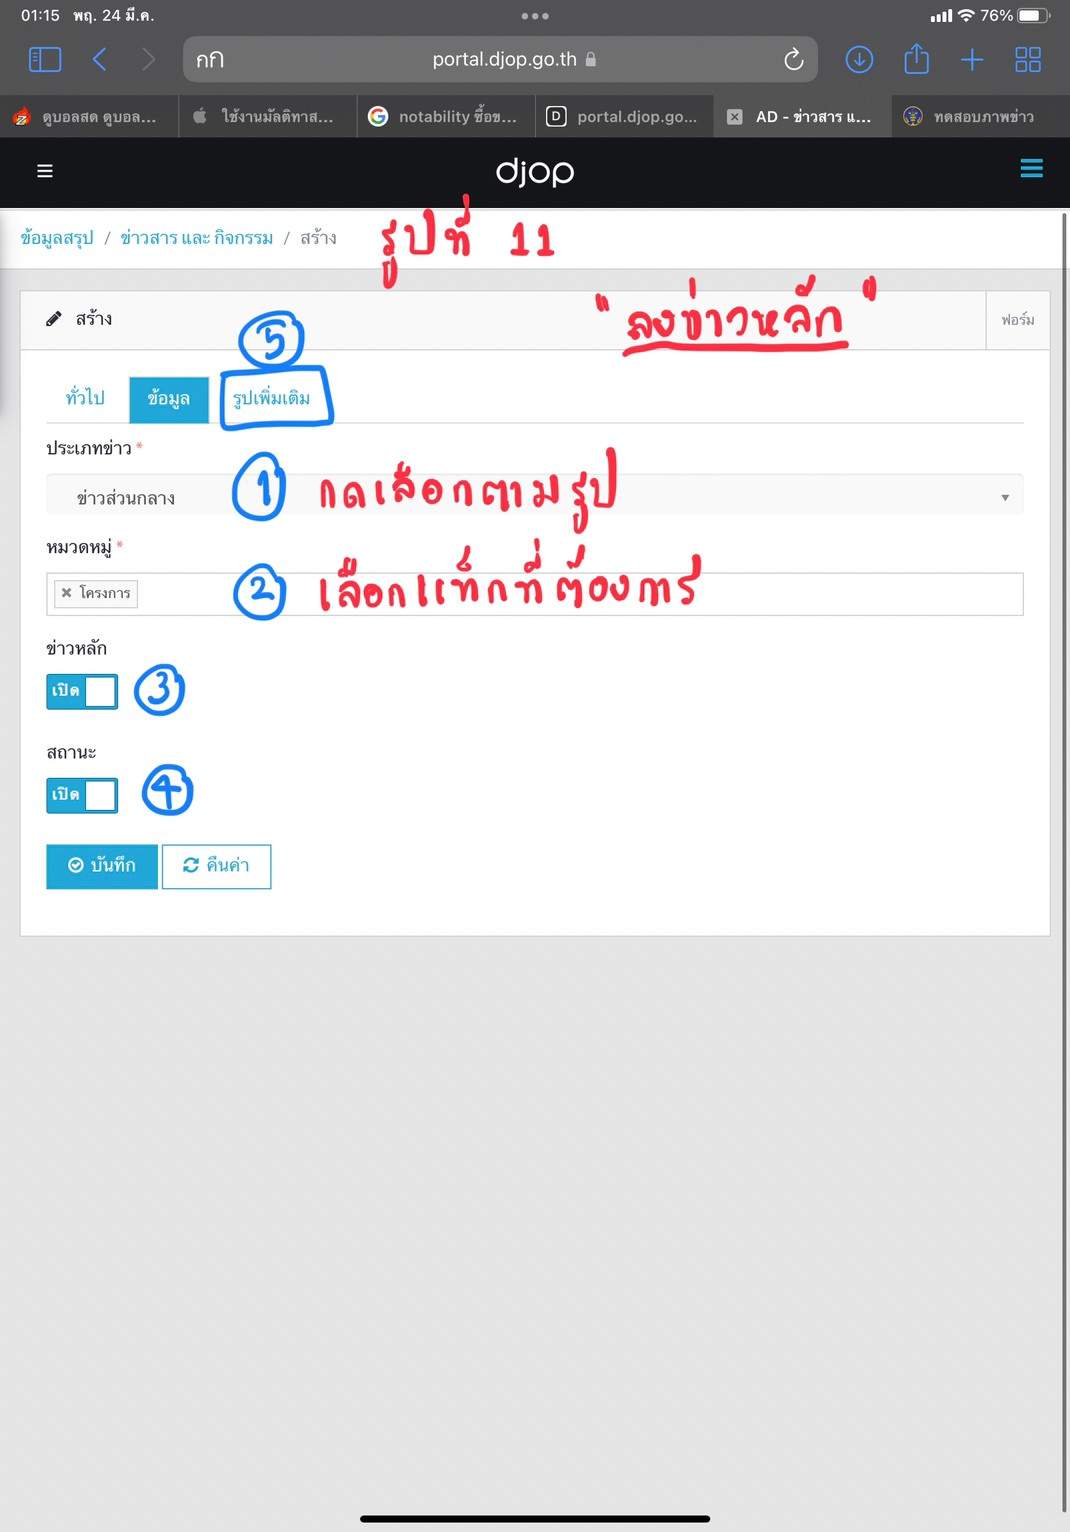 01:15 พฤ. 24 มี.ค. 76%
กกิ portal.djop.go.th
ดูบอลสด ดูบอล... ใช้งานมัลติทาส... notability ซื้อข... portal.djop.go... AD - ข่าวสาร แ... ทดสอบภาพข่าว
djop
ข้อมูลสรุป / ข่าวสาร และ กิจกรรม / สร้าง รูปที่ 11
"ลงข่าวหลัก"
สร้าง ฟอร์ม
5
ทั่วไป ข้อมูล รูปเพิ่มเติม
ประเภทข่าว *
ข่าวส่วนกลาง 1 กดเลือกตามรูป
หมวดหมู่ *
× โครงการ 2 เลือกแท็กที่ต้องการ
ข่าวหลัก
เปิด 3
สถานะ
เปิด 4
บันทึก คืนค่า